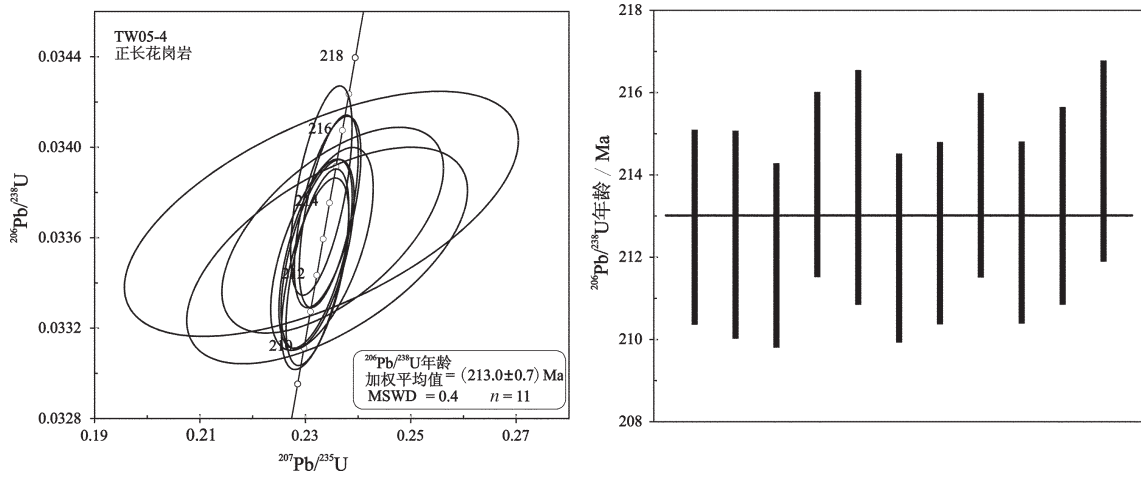 TW05-4
正长花岗岩
218
216
214
212
210
0.0344
0.0340
0.0336
0.0332
0.0328
²⁰⁶Pb/²³⁸U
²⁰⁶Pb/²³⁸U年龄
加权平均值 = (213.0±0.7) Ma
MSWD = 0.4 n = 11
0.19 0.21 0.23 0.25 0.27
²⁰⁷Pb/²³⁵U
218
216
214
212
210
208
²⁰⁶Pb/²³⁸U年龄 / Ma